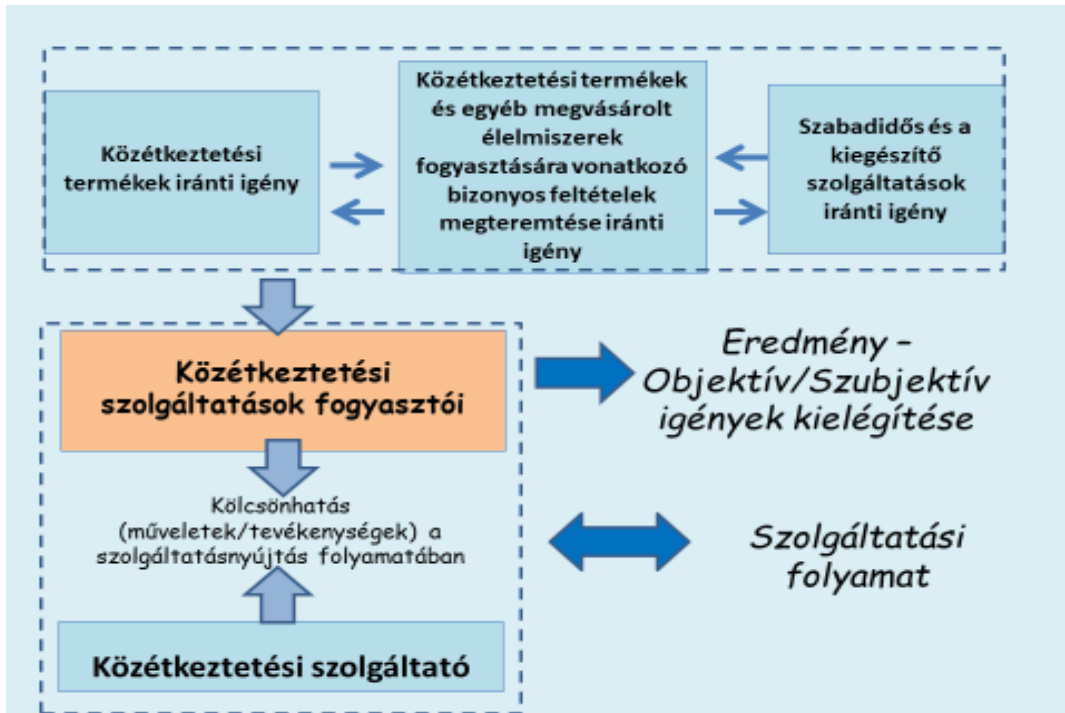 Közétkeztetési
termékek iránti igény
Közétkeztetési termékek
és egyéb megvásárolt
élelmiszerek
fogyasztására vonatkozó
bizonyos feltételek
megteremtése iránti
igény
Szabadidős és a
kiegészítő
szolgáltatások
iránti igény
Közétkeztetési
szolgáltatások fogyasztói
Eredmény –
Objektív/Szubjektív
igények kielégítése
Kölcsönhatás
(műveletek/tevékenységek) a
szolgáltatásnyújtás folyamatában
Szolgáltatási
folyamat
Közétkeztetési szolgáltató